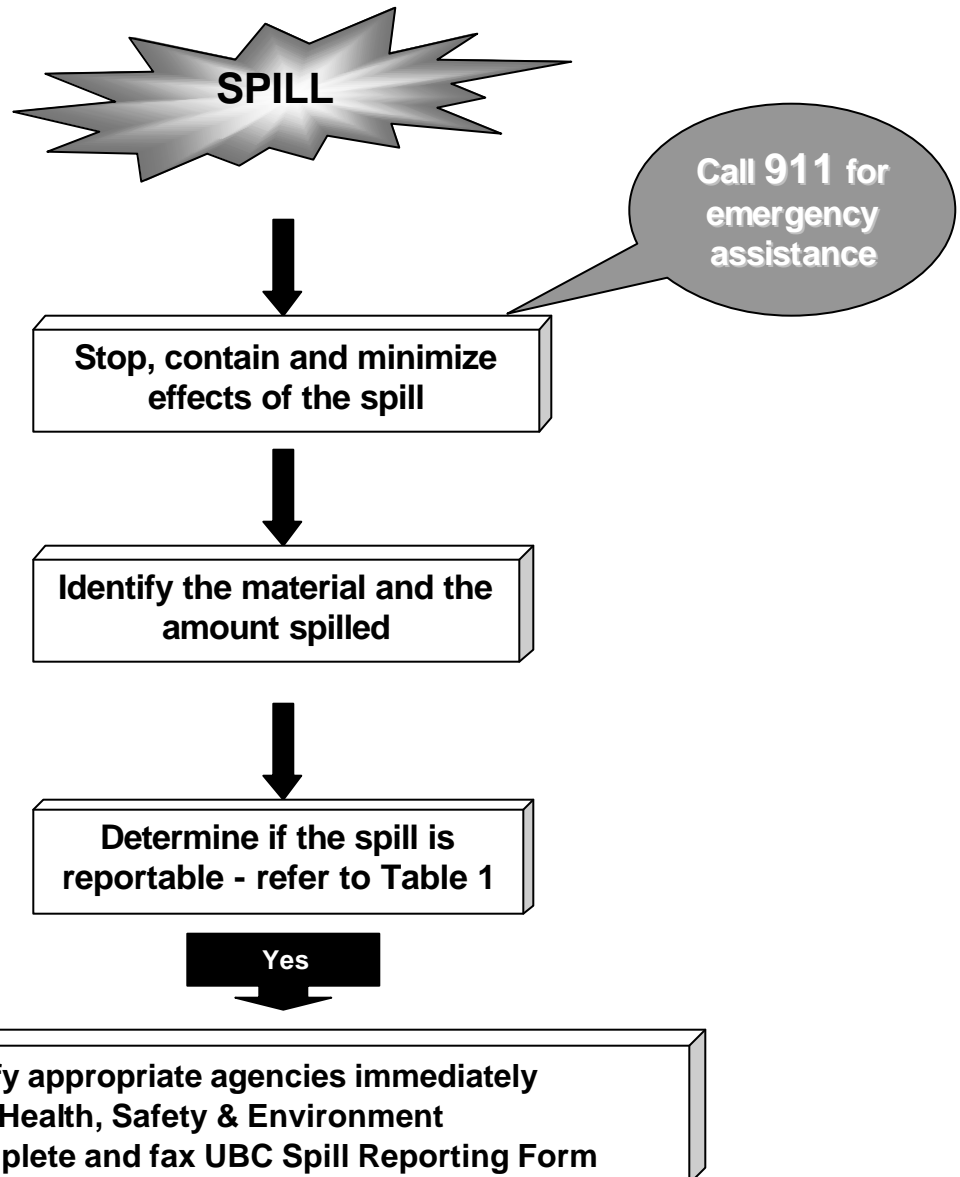 SPILL
Call 911 for
emergency
assistance
Stop, contain and minimize
effects of the spill
Identify the material and the
amount spilled
Determine if the spill is
reportable - refer to Table 1
Yes
appropriate agencies immediately
Health, Safety & Environment
and fax UBC Spill Reporting Form